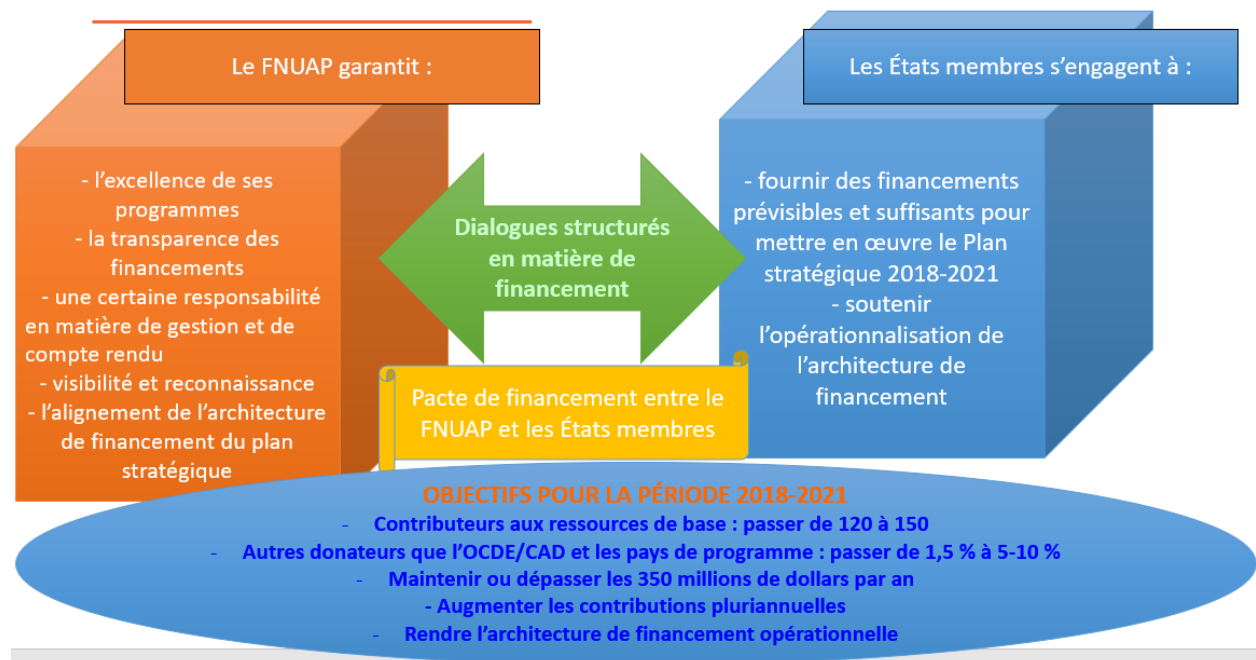 Le FNUAP garantit :
- l’excellence de ses
programmes
- la transparence des
financements
- une certaine responsabilité
en matière de gestion et de
compte rendu
- visibilité et reconnaissance
- l’alignement de l’architecture
de financement du plan
stratégique
Dialogues structurés
en matière de
financement
Pacte de financement entre le
FNUAP et les États membres
Les États membres s’engagent à :
- fournir des financements
prévisibles et suffisants pour
mettre en œuvre le Plan
stratégique 2018-2021
- soutenir
l’opérationnalisation de
l’architecture de
financement
OBJECTIFS POUR LA PÉRIODE 2018-2021
- Contributeurs aux ressources de base : passer de 120 à 150
- Autres donateurs que l’OCDE/CAD et les pays de programme : passer de 1,5 % à 5-10 %
- Maintenir ou dépasser les 350 millions de dollars par an
- Augmenter les contributions pluriannuelles
- Rendre l’architecture de financement opérationnelle